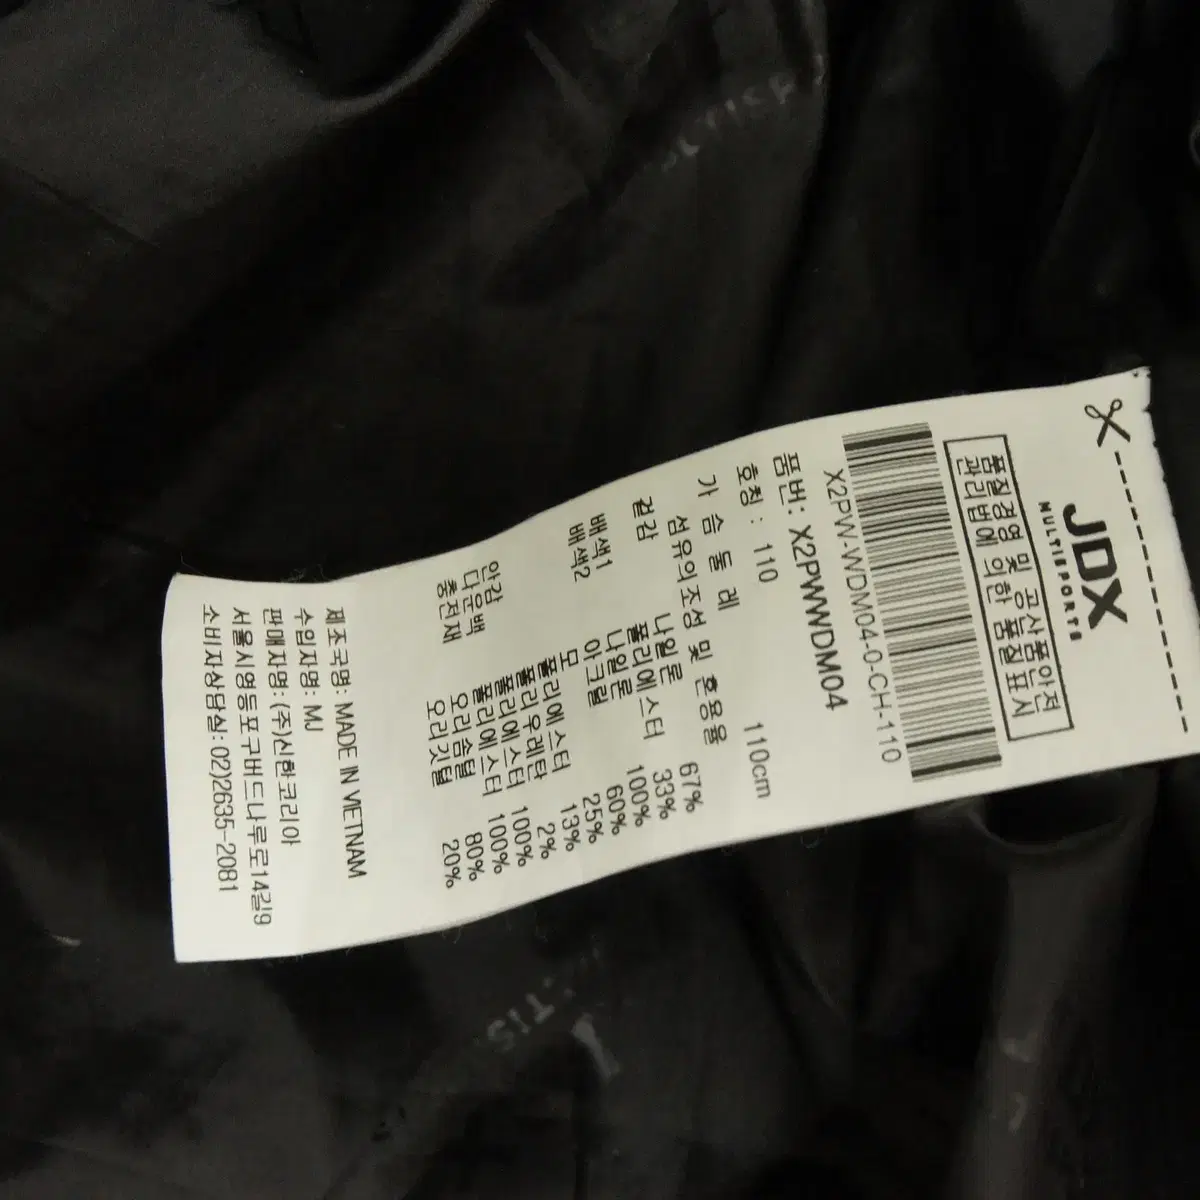 JDX
MULTISPORTS
품질경영 및 공산품안전
관리법에 의한 품질표시
X2PW-WDM04-0-CH-110
품번: X2PWWDM04
호칭: 110
가 슴 둘 레 110cm
섬유의조성 및 혼용율
겉감 나일론 67%
폴리에스터 33%
배색1 나일론 100%
배색2 아크릴 60%
폴리에스터 25%
모 13%
폴리우레탄 2%
안감 폴리에스터 100%
다운백 폴리에스터 100%
충전재 오리솜털 80%
오리깃털 20%
제조국명: MADE IN VIETNAM
수입자명: MJ
판매자명: (주)신한코리아
서울시영등포구버드나루로14길9
소비자상담실: 02)2635-2081